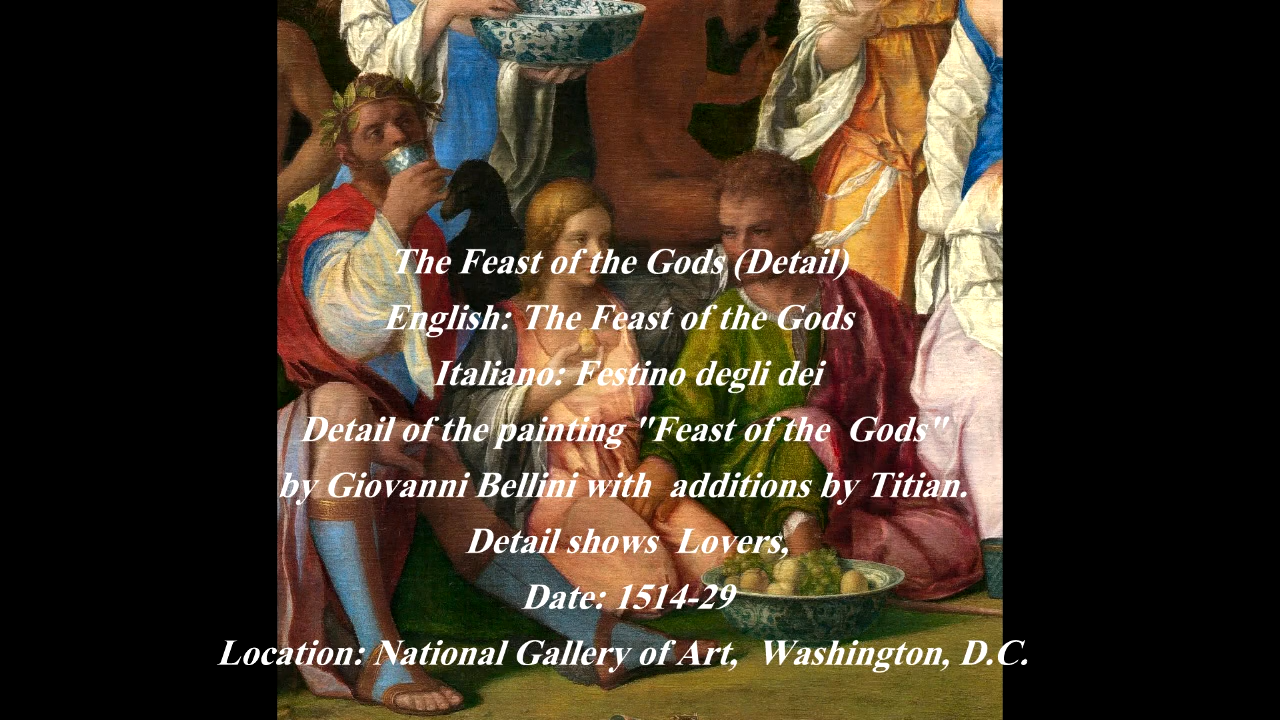 The Feast of the Gods (Detail)
English: The Feast of the Gods
Italiano: Festino degli dei
Detail of the painting "Feast of the Gods"
by Giovanni Bellini with additions by Titian.
Detail shows Lovers,
Date: 1514-29
Location: National Gallery of Art, Washington, D.C.